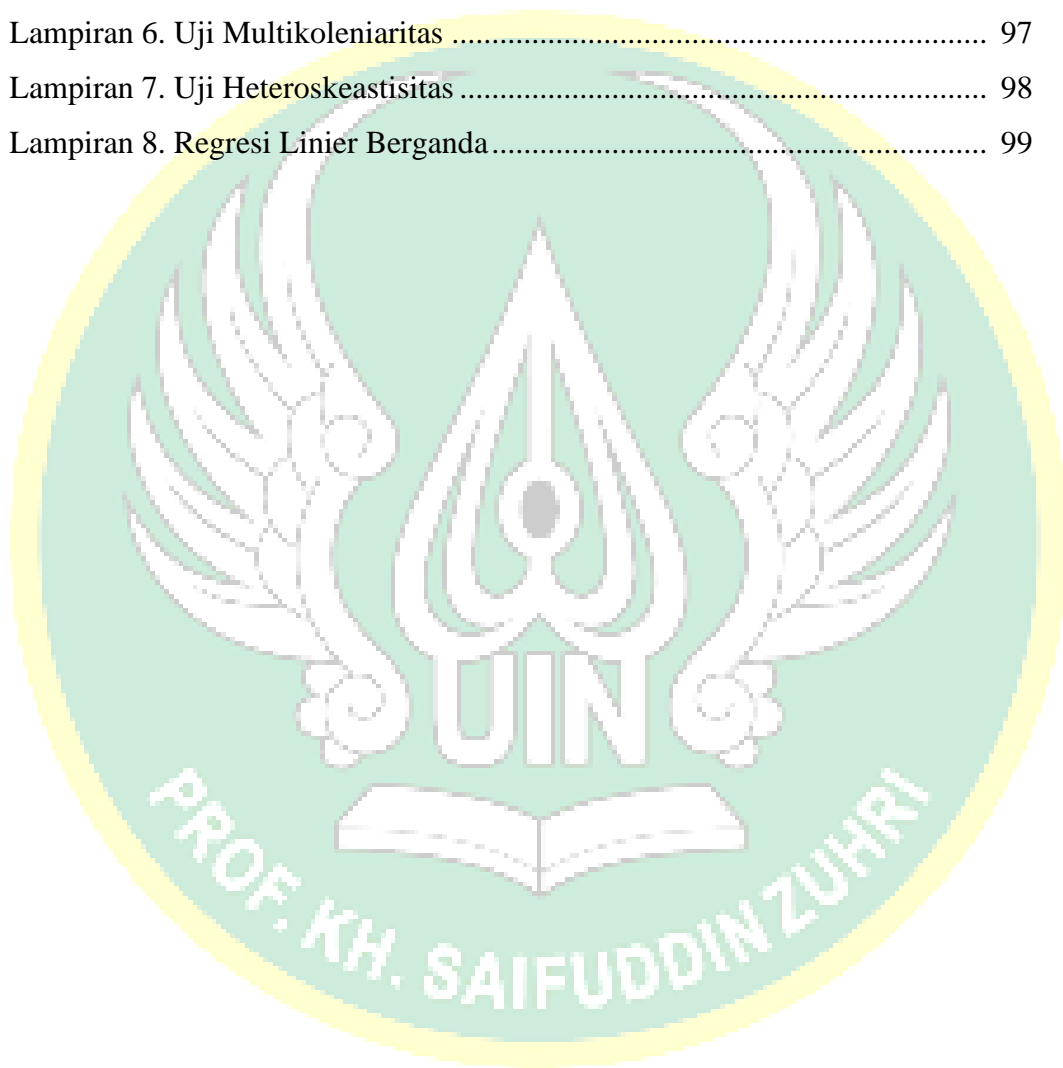 Lampiran 6. Uji Multikoleniaritas .................................................................. 97
Lampiran 7. Uji Heteroskeastisitas ................................................................. 98
Lampiran 8. Regresi Linier Berganda ............................................................. 99
UIN
PROF. KH. SAIFUDDIN ZUHRI